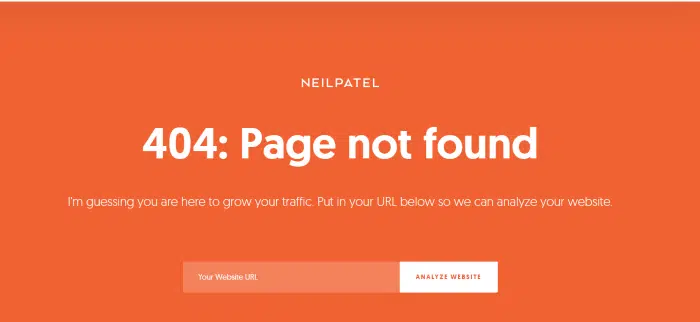 NEILPATEL
404: Page not found
I'm guessing you are here to grow your traffic. Put in your URL below so we can analyze your website.
Your Website URL
ANALYZE WEBSITE